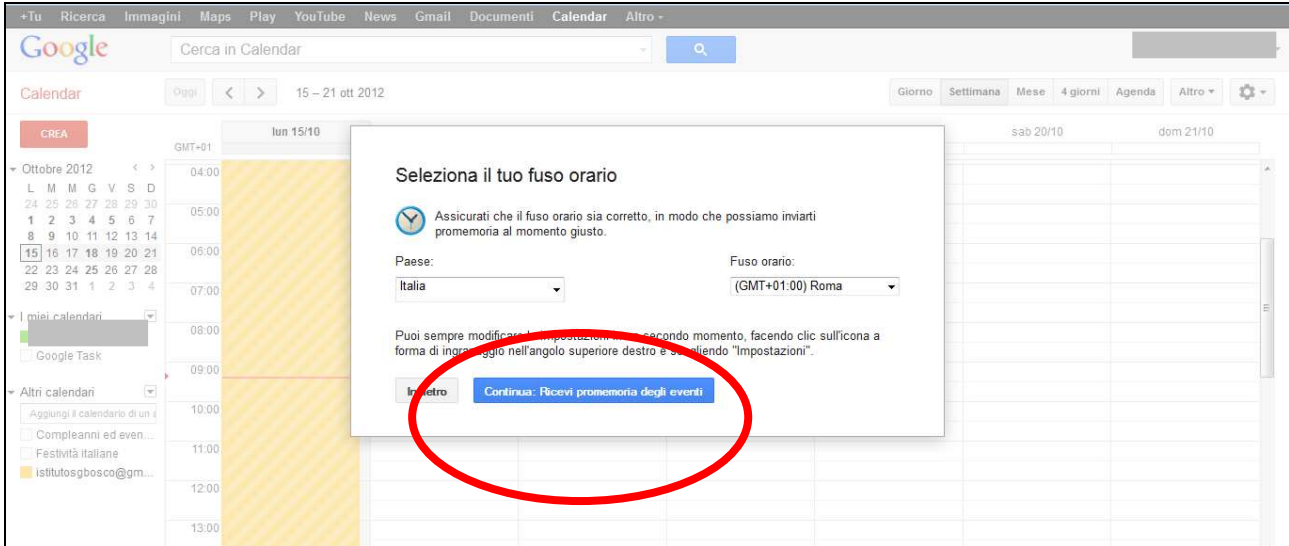 +Tu Ricerca Immagini Maps Play YouTube News Gmail Documenti Calendar Altro
Google
Cerca in Calendar
Calendar
Oggi
15 – 21 ott 2012
Giorno Settimana Mese 4 giorni Agenda Altro
CREA
GMT+01
lun 15/10
sab 20/10
dom 21/10
Ottobre 2012
L M M G V S D
24 25 26 27 28 29 30
1 2 3 4 5 6 7
8 9 10 11 12 13 14
15 16 17 18 19 20 21
22 23 24 25 26 27 28
29 30 31 1 2 3 4
I miei calendari
Google Task
Altri calendari
Aggiungi il calendario di un
Compleanni ed even...
Festività italiane
istitutosgbosco@gm...
04:00
05:00
06:00
07:00
08:00
09:00
10:00
11:00
12:00
13:00
Seleziona il tuo fuso orario
Assicurati che il fuso orario sia corretto, in modo che possiamo inviarti
promemoria al momento giusto.
Paese:
Italia
Fuso orario:
(GMT+01:00) Roma
Puoi sempre modificare secondo momento, facendo clic sull'icona a
forma di ingranaggio nell'angolo superiore destro e scegliendo "Impostazioni".
Indietro
Continua: Ricevi promemoria degli eventi